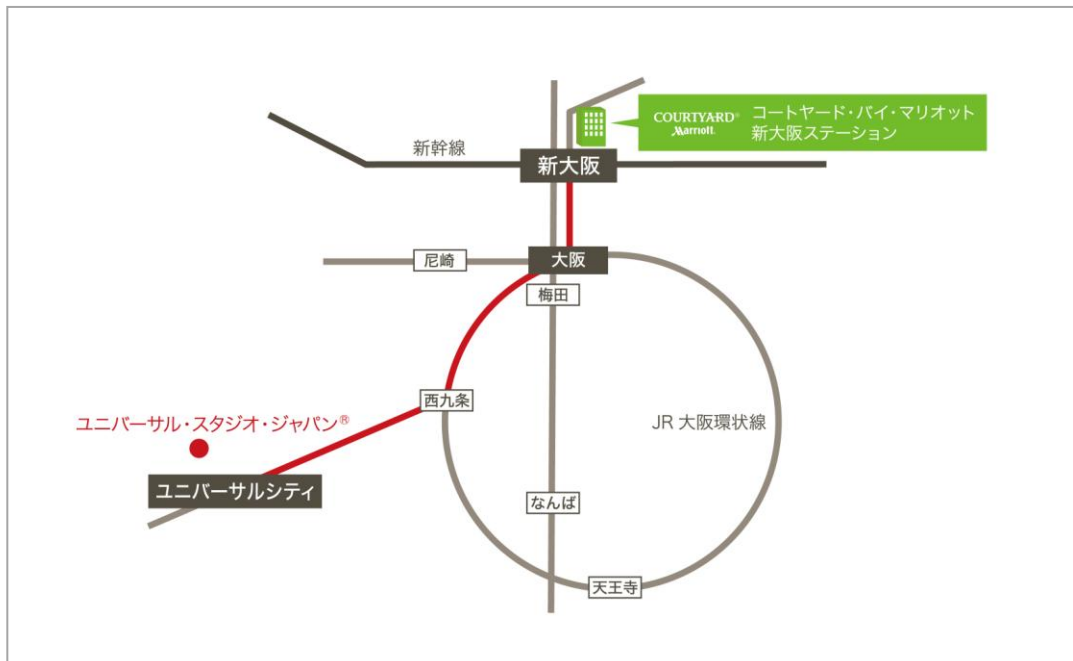 COURTYARD®
Marriott.
コートヤード・バイ・マリオット
新大阪ステーション
新幹線
新大阪
尼崎
大阪
梅田
西九条
ユニバーサル・スタジオ・ジャパン®
JR 大阪環状線
ユニバーサルシティ
なんば
天王寺